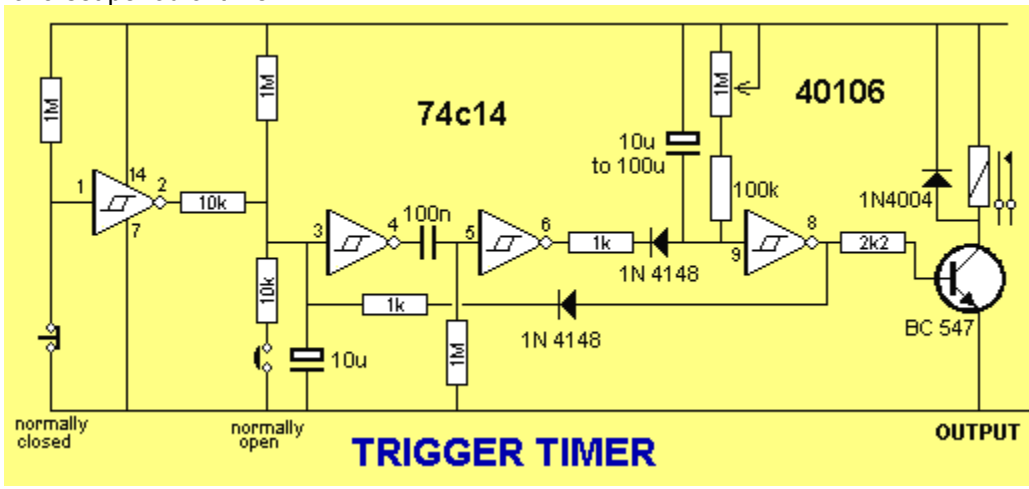 1M
1M
1M
40106
74c14
10u
to 100u
1
14
2
10k
7
3
4
100n
5
6
1k
1N 4148
100k
9
8
2k2
1N4004
10k
1k
1N 4148
BC 547
10u
1M
normally
closed
normally
open
OUTPUT
TRIGGER TIMER